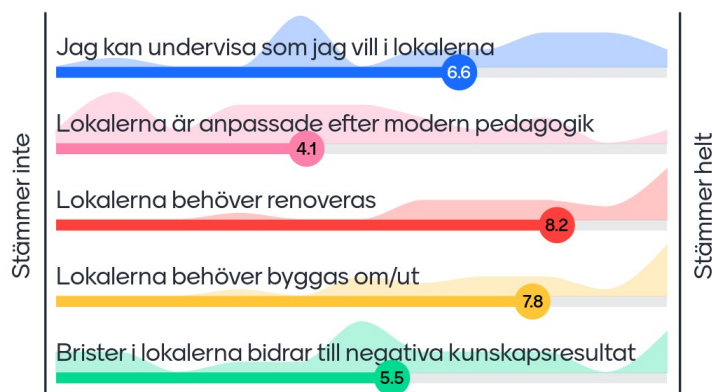 Jag kan undervisa som jag vill i lokalerna
6.6
Lokalerna är anpassade efter modern pedagogik
4.1
Lokalerna behöver renoveras
8.2
Lokalerna behöver byggas om/ut
7.8
Brister i lokalerna bidrar till negativa kunskapsresultat
5.5
Stämmer inte
Stämmer helt